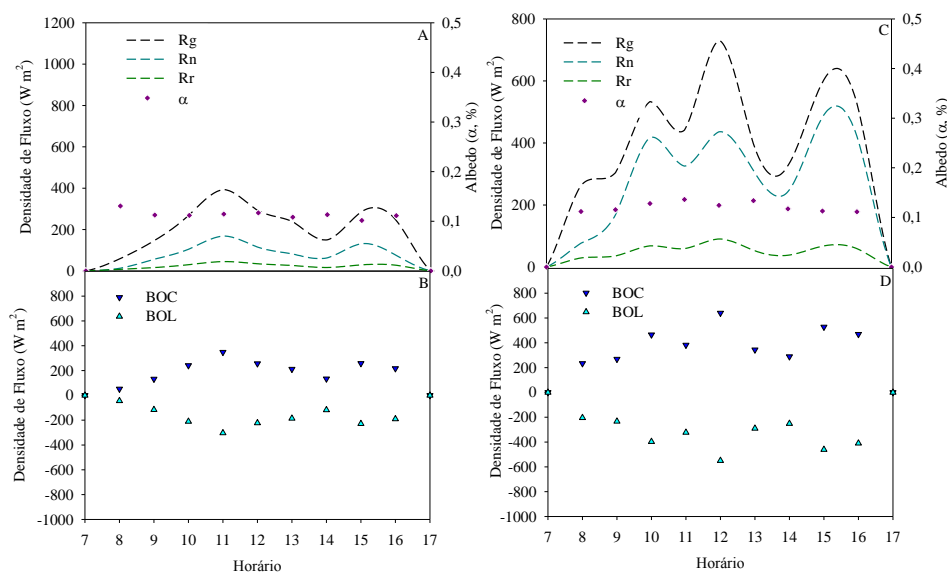 A
Rg
Rn
Rr
α
1200
1000
800
600
400
200
0
Densidade de Fluxo (W m²)
0,5
0,4
0,3
0,2
0,1
0,0
Albedo (α, %)
B
BOC
BOL
800
600
400
200
0
-200
-400
-600
-800
-1000
Densidade de Fluxo (W m²)
7 8 9 10 11 12 13 14 15 16 17
Horário
C
Rg
Rn
Rr
α
800
600
400
200
0
Densidade de Fluxo (W m²)
0,5
0,4
0,3
0,2
0,1
0,0
Albedo (α, %)
D
BOC
BOL
800
600
400
200
0
-200
-400
-600
-800
-1000
Densidade de Fluxo (W m²)
7 8 9 10 11 12 13 14 15 16 17
Horário